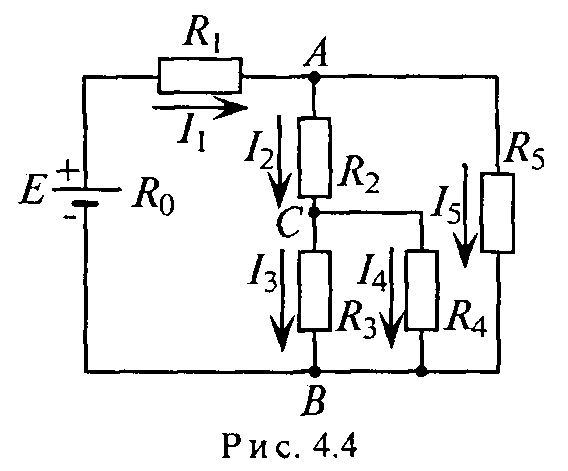 R₁
A
I₁
I₂
R₂
R₅
+
E
R₀
-
C
I₅
I₃
I₄
R₃
R₄
B
Рис. 4.4